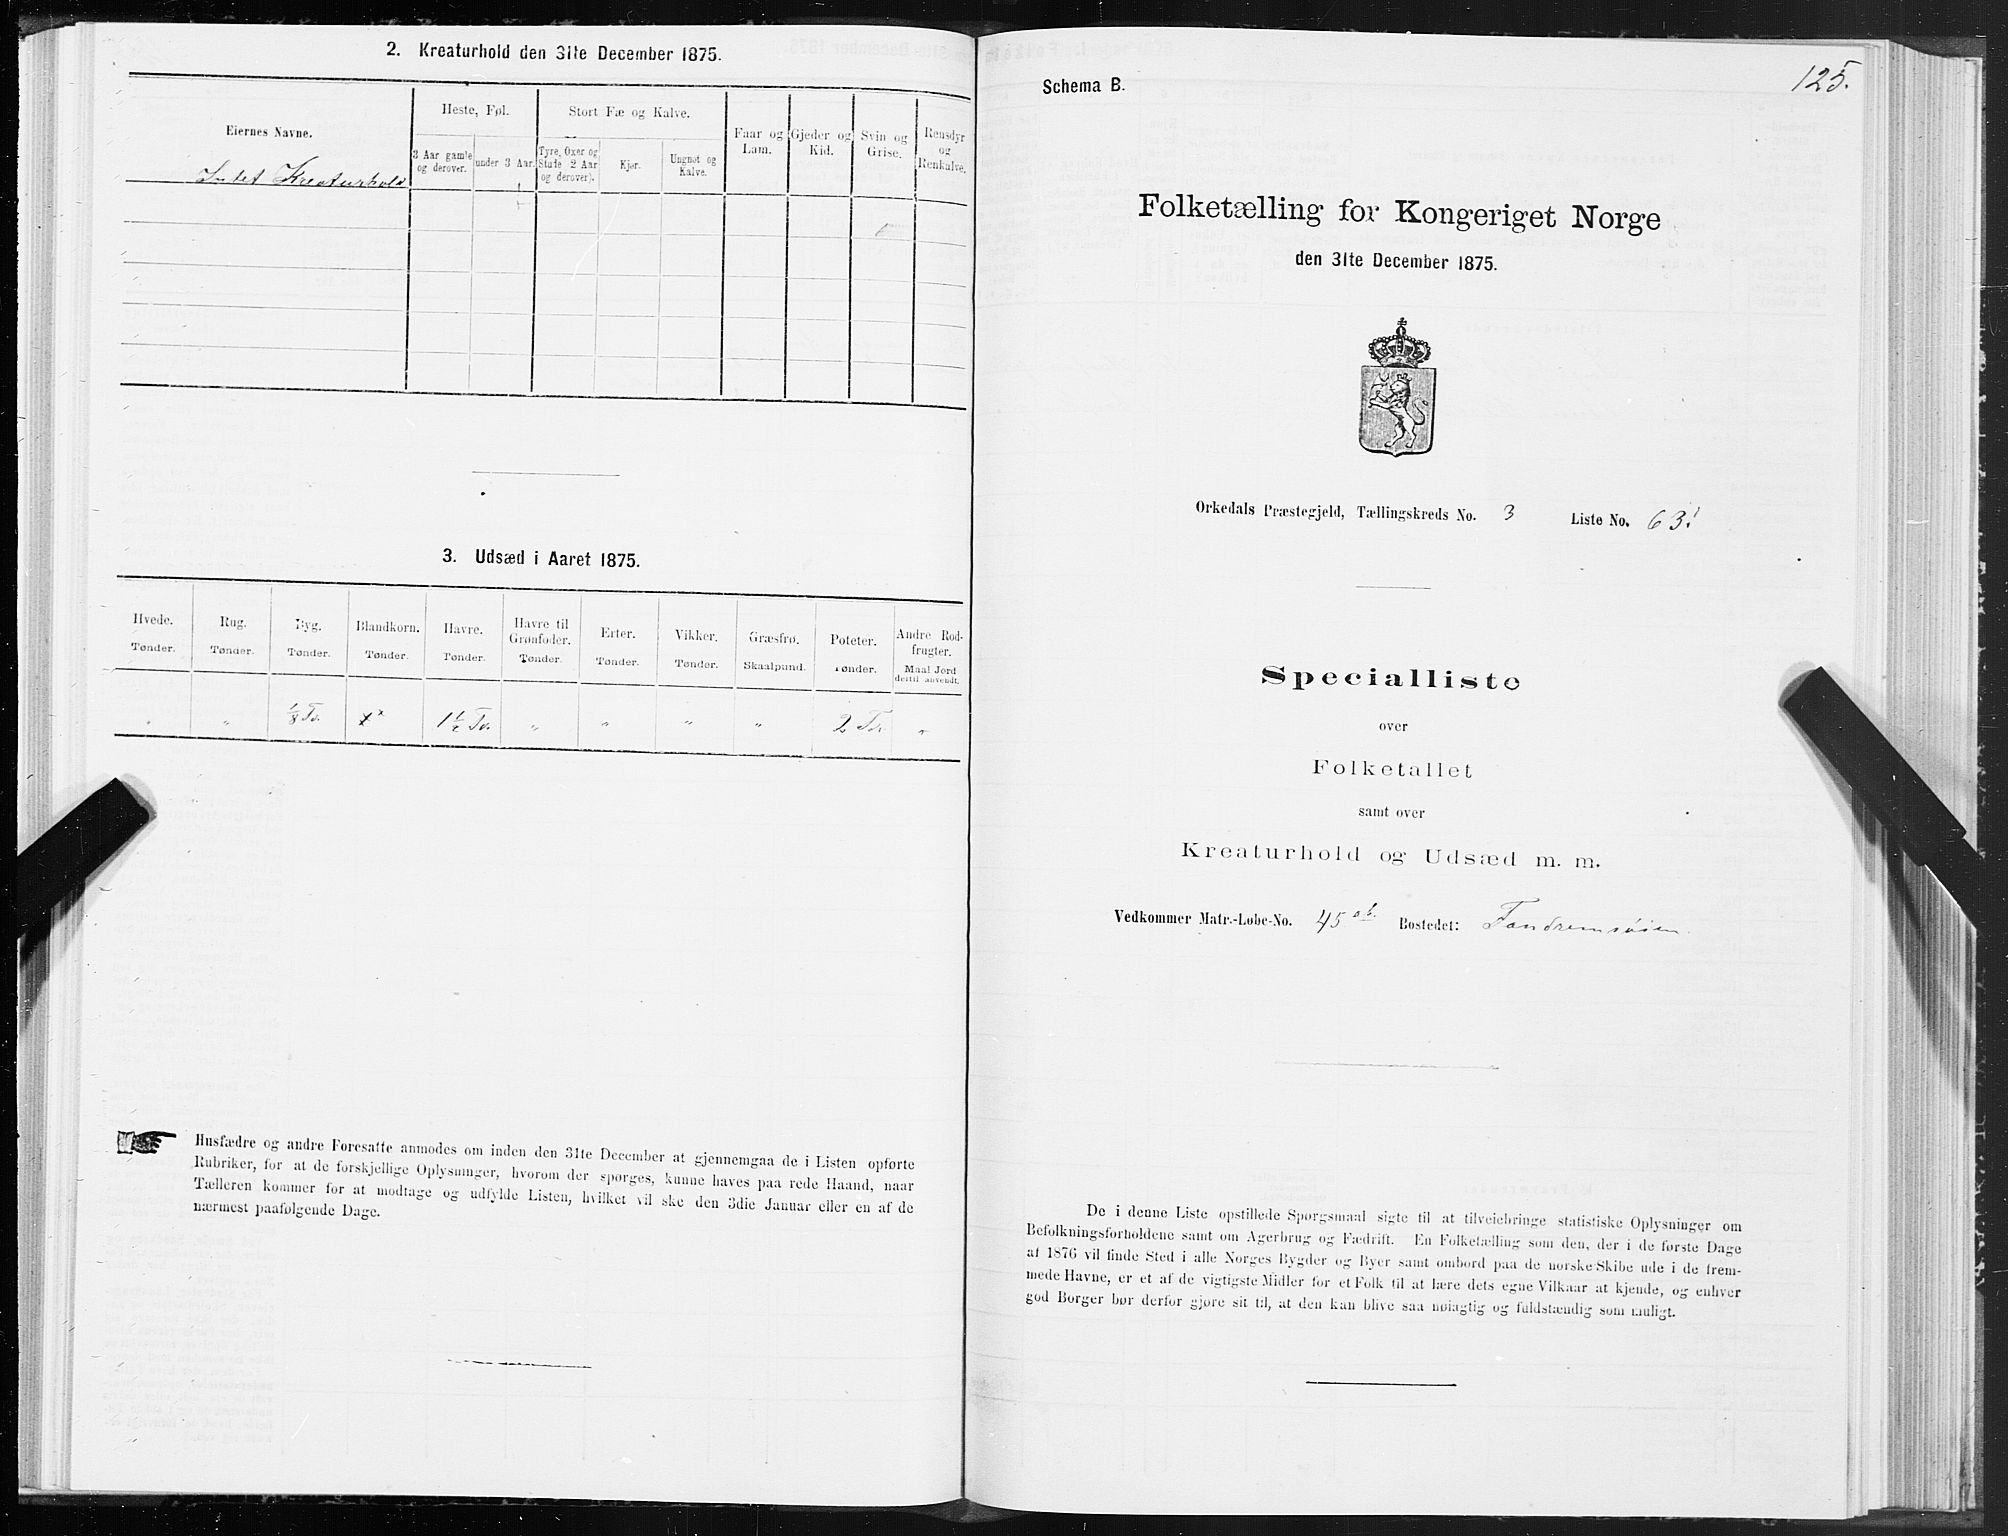 2. Kreaturhold den 31te December 1875.
Eiernes Navne.
Heste, Føl.
Stort Fæ og Kalve.
Faar og Lam.
Gjeder og Kid.
Svin og Grise.
Rensdyr og Renkalve.
3 Aar gamle og derover.
under 3 Aar.
Tyre, Oxer og Stude (2 Aar og derover).
Kjør.
Ungnøt og Kalve.
Intet Kreaturhold
3. Udsæd i Aaret 1875.
Hvede. Rug. Byg. Blandkorn. Havre. Havre til Grønfoder. Erter. Vikker. Græsfrø. Poteter. Andre Rodfrugter.
Tønder. Tønder. Tønder. Tønder. Tønder. Tønder. Tønder. Tønder. Skaalpund. Tønder. Maal Jord dertil anvendt.
" " 1/8 Tr. 1½ Tr. " " " " 2 Tr. "
Husfædre og andre Foresatte anmodes om inden den 31te December at gjennemgaa de i Listen opførte
Rubriker, for at de forskjellige Oplysninger, hvorom der spørges, kunne haves paa rede Haand, naar
Tælleren kommer for at modtage og udfylde Listen, hvilket vil ske den 3die Januar eller en af de
nærmest paafølgende Dage.
125.
Schema B.
Folketælling for Kongeriget Norge
den 31te December 1875.
Orkedals Præstegjeld, Tællingskreds No. 3 Liste No. 63.
Specialliste
over
Folketallet
samt over
Kreaturhold og Udsæd m. m.
Vedkommer Matr.-Løbe-No. 45 Bostedet: Fandremsøien.
De i denne Liste opstillede Spørgsmaal sigte til at tilveiebringe statistiske Oplysninger om
Befolkningsforholdene samt om Agerbrug og Fædrift. En Folketælling som den, der i de første Dage
af 1876 vil finde Sted i alle Norges Bygder og Byer samt ombord paa de norske Skibe ude i de frem-
mede Havne, er et af de vigtigste Midler for et Folk til at lære dets egne Vilkaar at kjende, og enhver
god Borger bør derfor gjøre sit til, at den kan blive saa nøiagtig og fuldstændig som muligt.